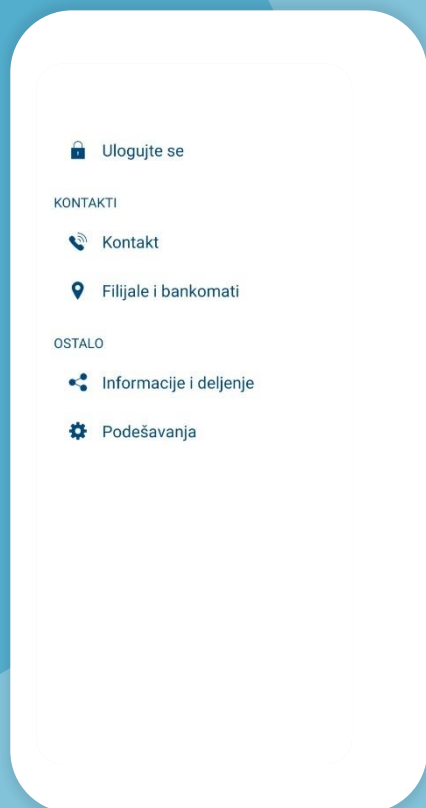 Ulogujte se
KONTAKTI
Kontakt
Filijale i bankomati
OSTALO
Informacije i deljenje
Podešavanja